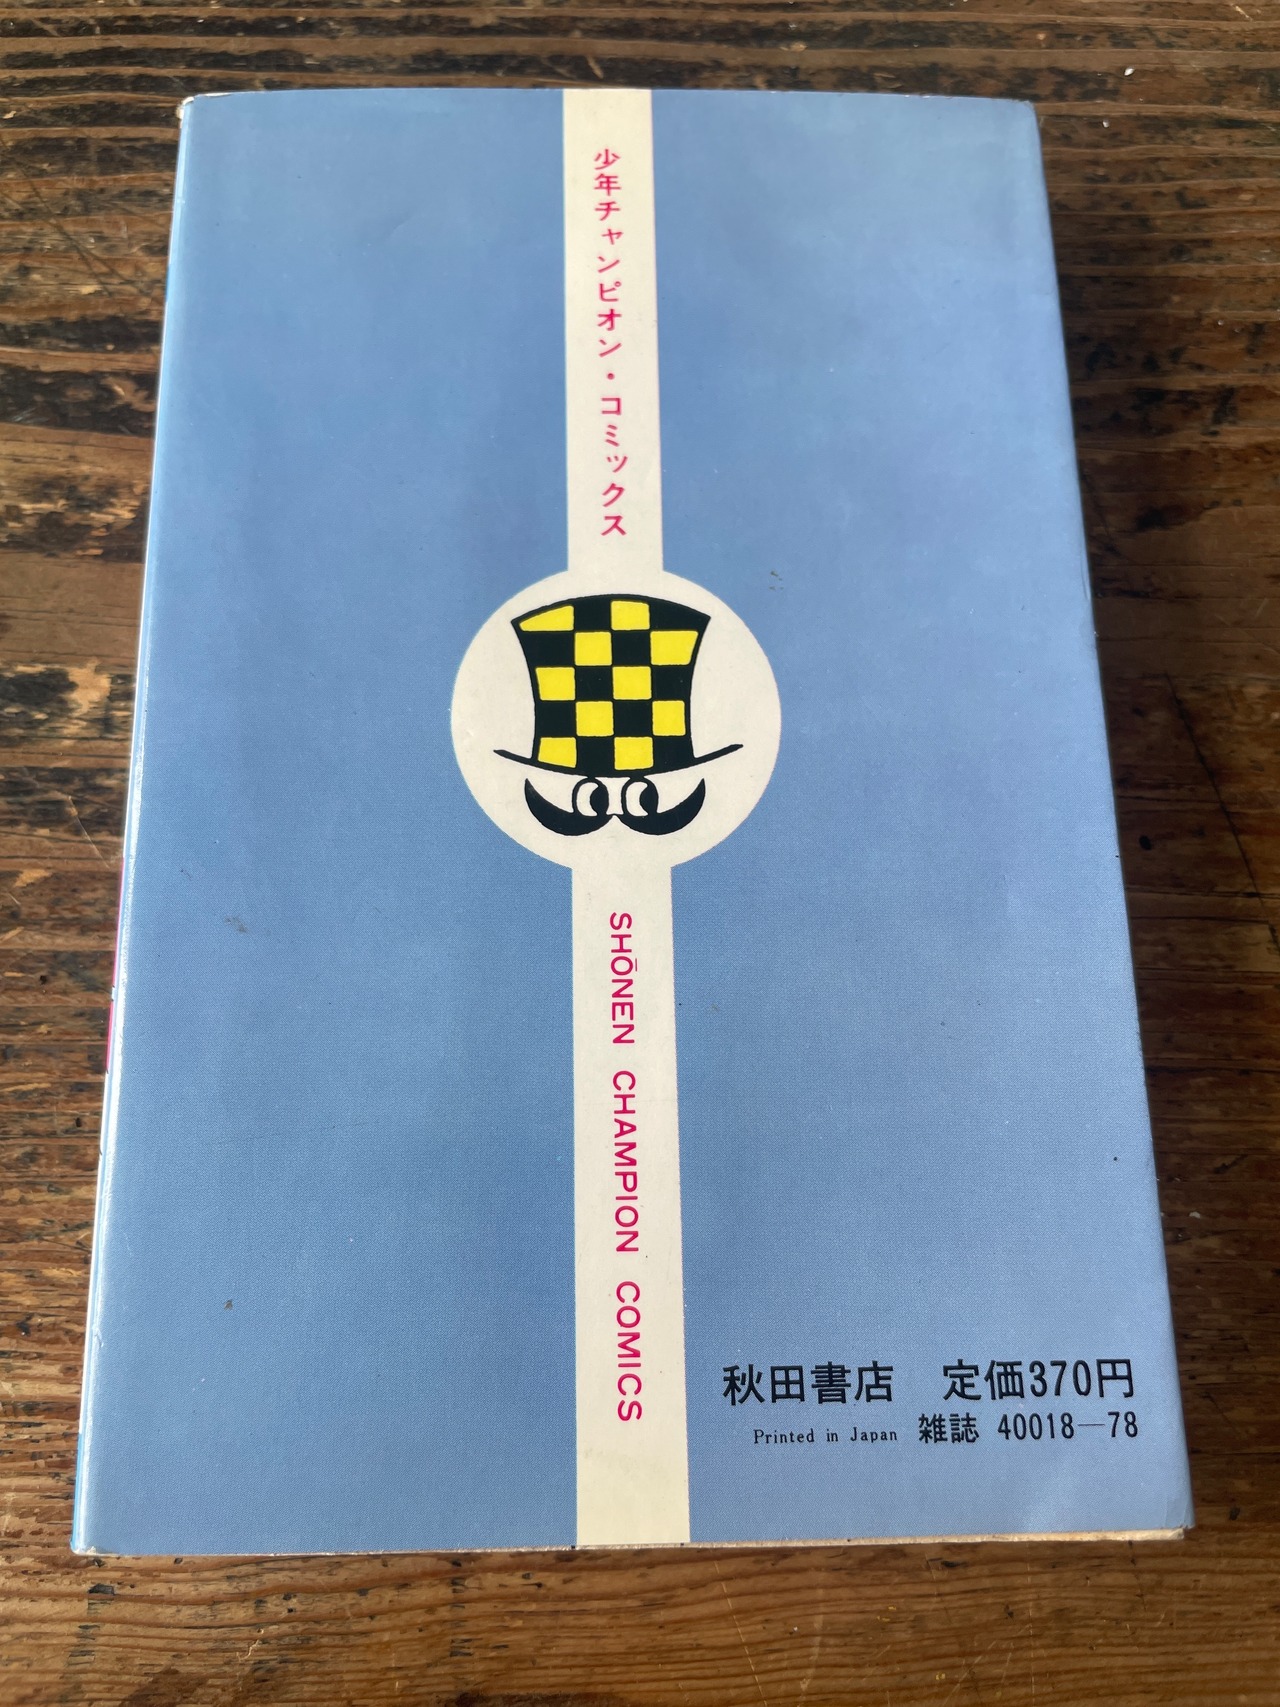 少年チャンピオン・コミックス
SHŌNEN CHAMPION COMICS
秋田書店 定価370円
Printed in Japan 雑誌 40018—78